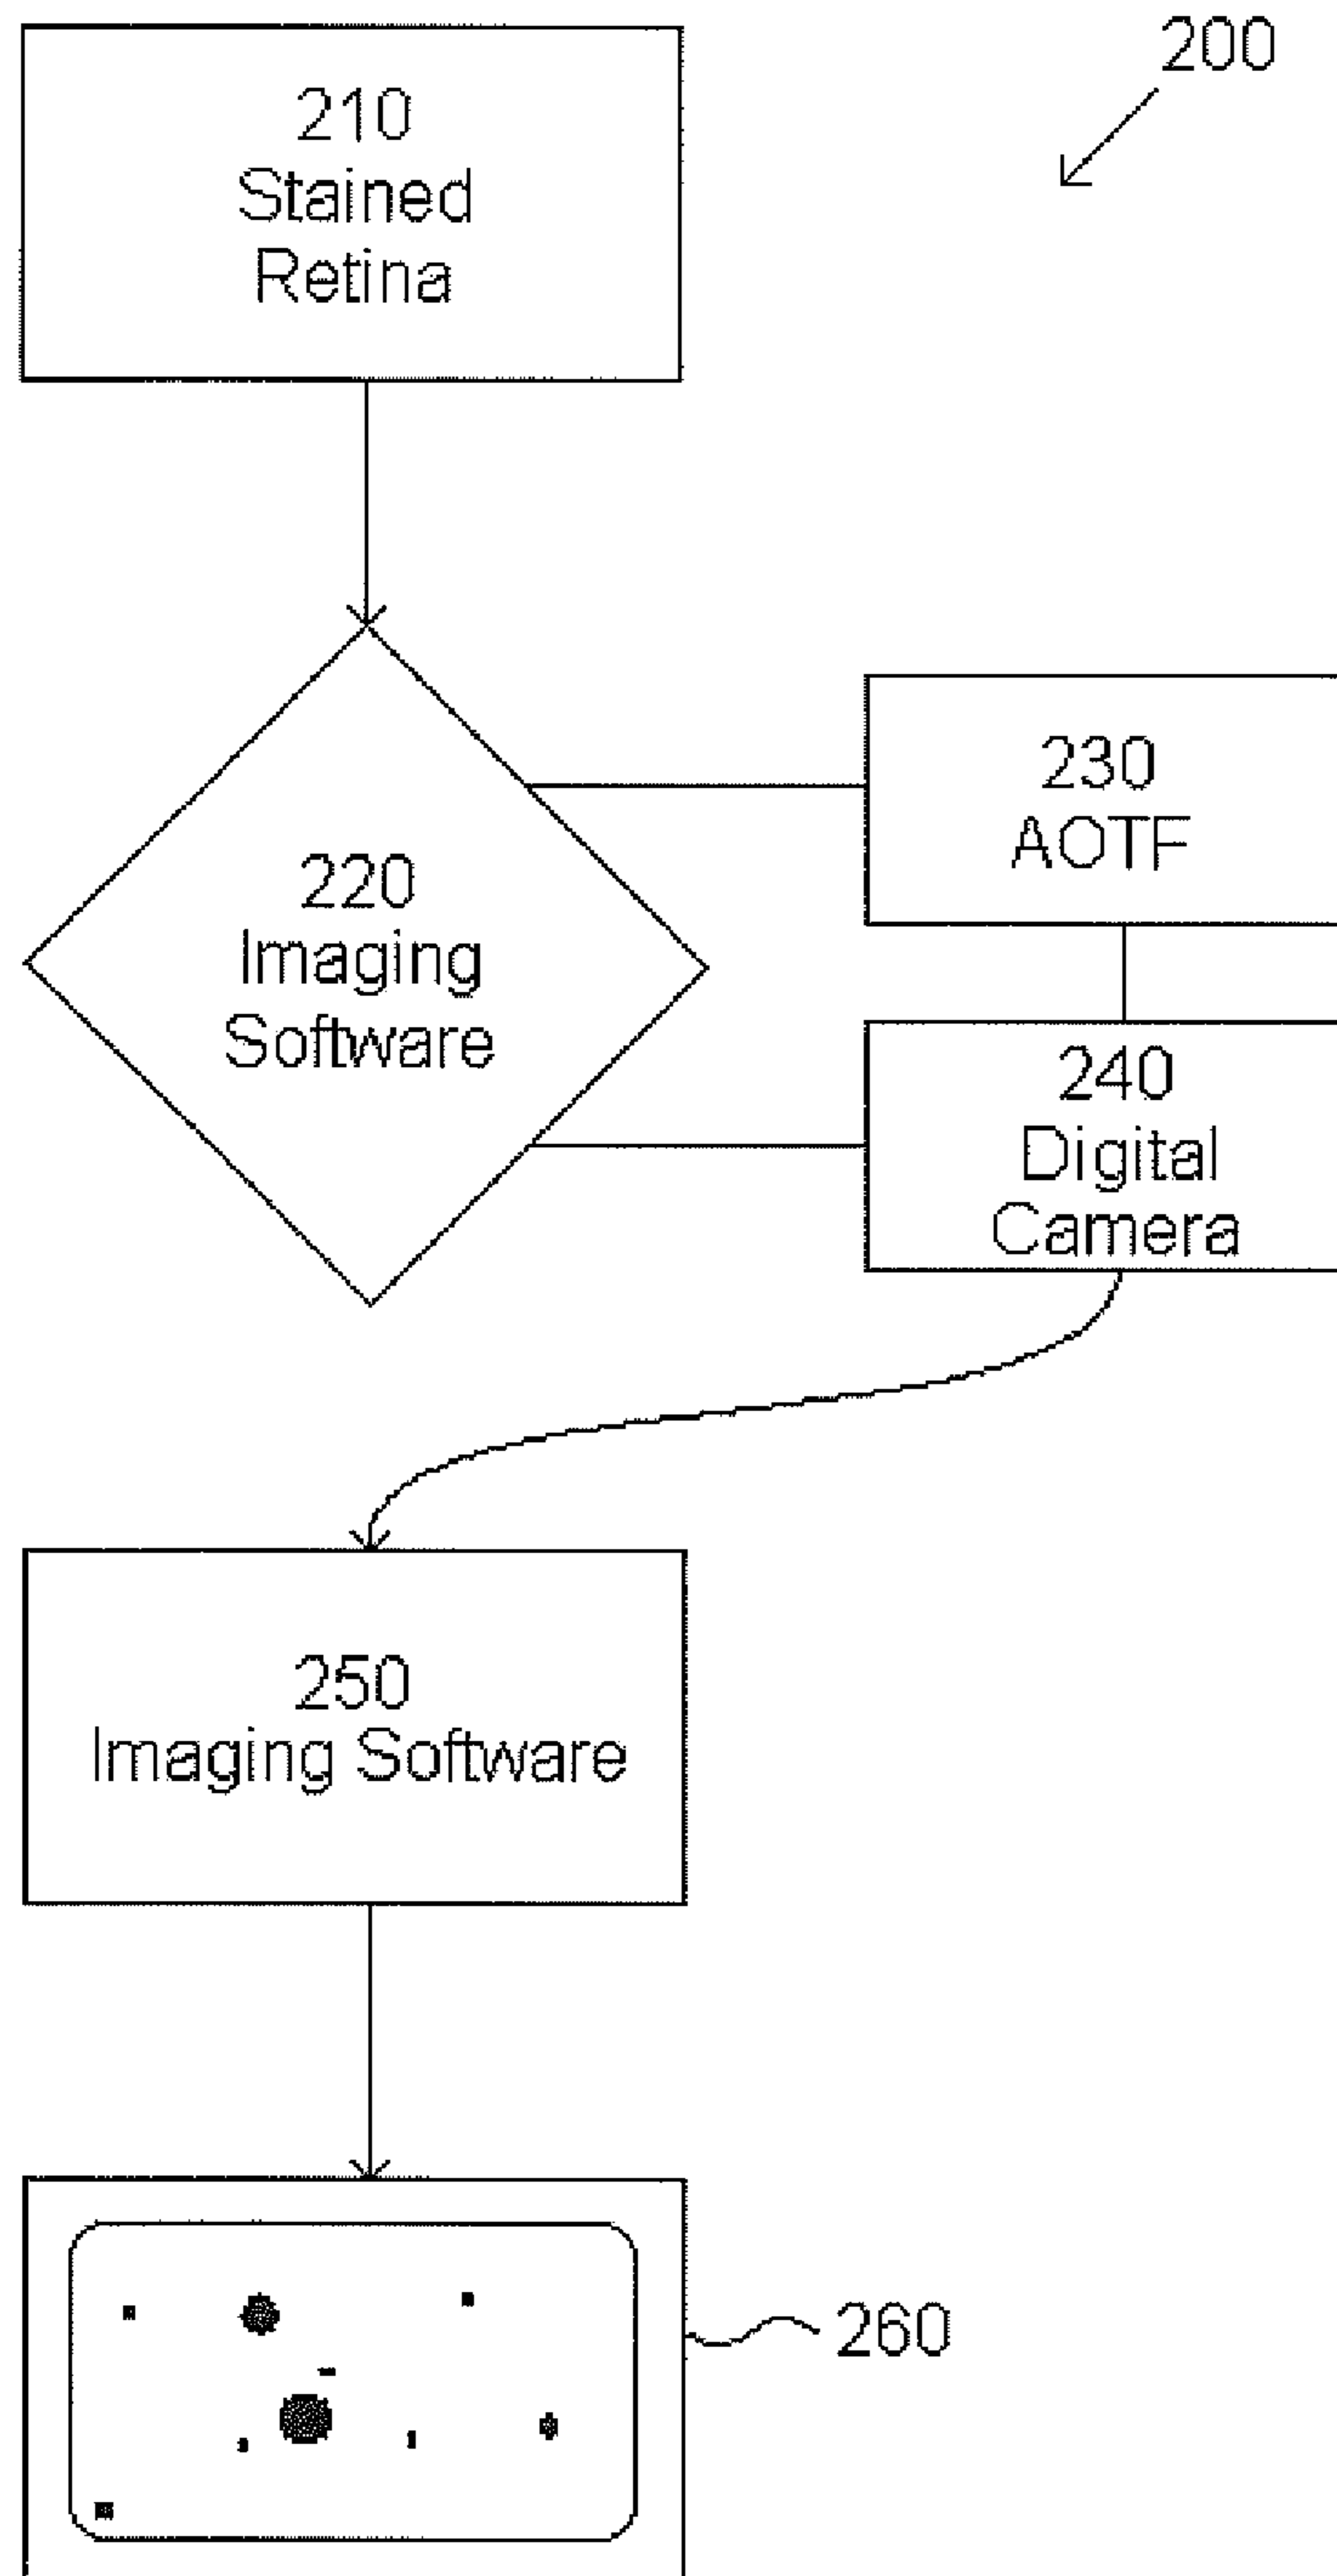 200
210
Stained
Retina
230
AOTF
220
Imaging
Software
240
Digital
Camera
250
Imaging Software
260